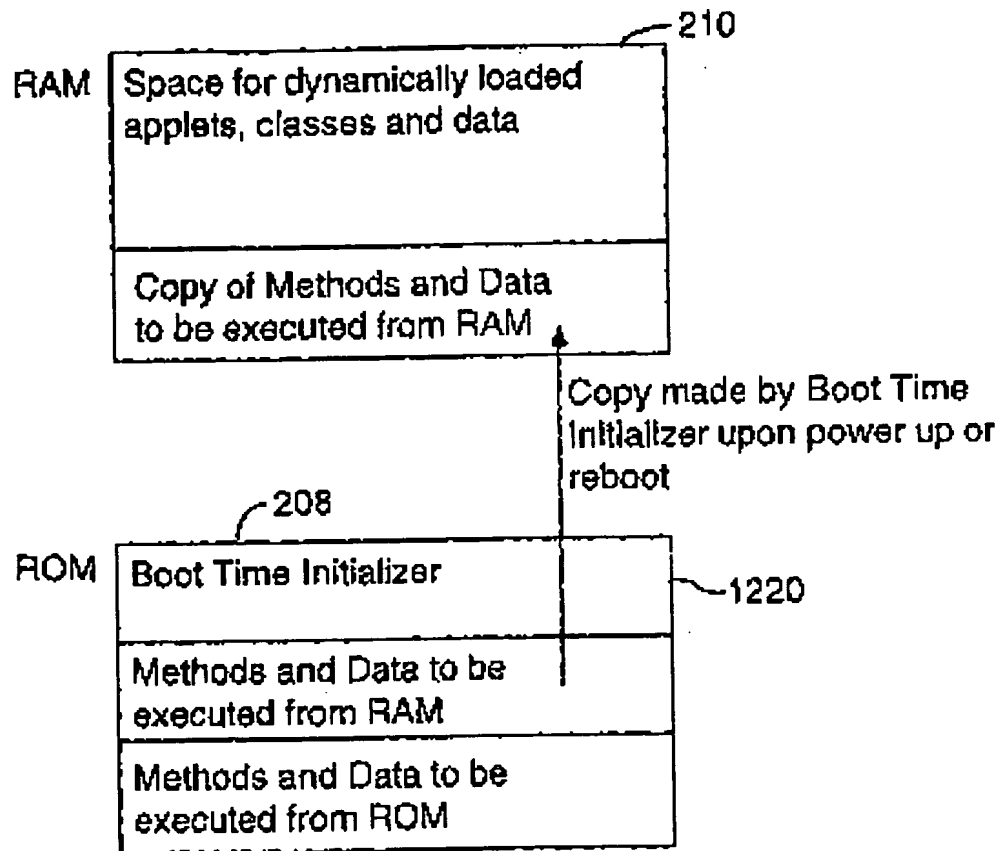 210
RAM
Space for dynamically loaded
applets, classes and data
Copy of Methods and Data
to be executed from RAM
Copy made by Boot Time
Initializer upon power up or
reboot
208
ROM
Boot Time Initializer
1220
Methods and Data to be
executed from RAM
Methods and Data to be
executed from ROM